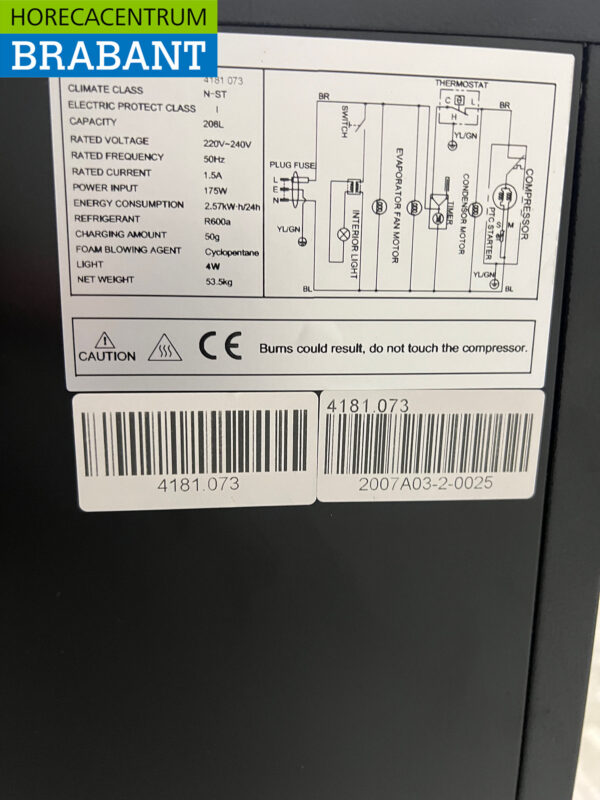 HORECACENTRUM
BRABANT
4181.073
CLIMATE CLASS N-ST
ELECTRIC PROTECT CLASS I
CAPACITY 206L
RATED VOLTAGE 220V~240V
RATED FREQUENCY 50Hz
RATED CURRENT 1.5A
POWER INPUT 175W
ENERGY CONSUMPTION 2.57kW·h/24h
REFRIGERANT R600a
CHARGING AMOUNT 50g
FOAM BLOWING AGENT Cyclopentane
LIGHT 4W
NET WEIGHT 53.5kg
THERMOSTAT
BR
C
L
BR
H
SWITCH
YL/GN
PLUG FUSE
L
E
N
YL/GN
BL
INTERIOR LIGHT
EVAPORATOR FAN MOTOR
TIMER
CONDENSOR MOTOR
PTC STARTER
M
S
COMPRESSOR
YL/GN
BL
CAUTION
CE
Burns could result, do not touch the compressor.
4181.073
4181.073
2007A03-2-0025